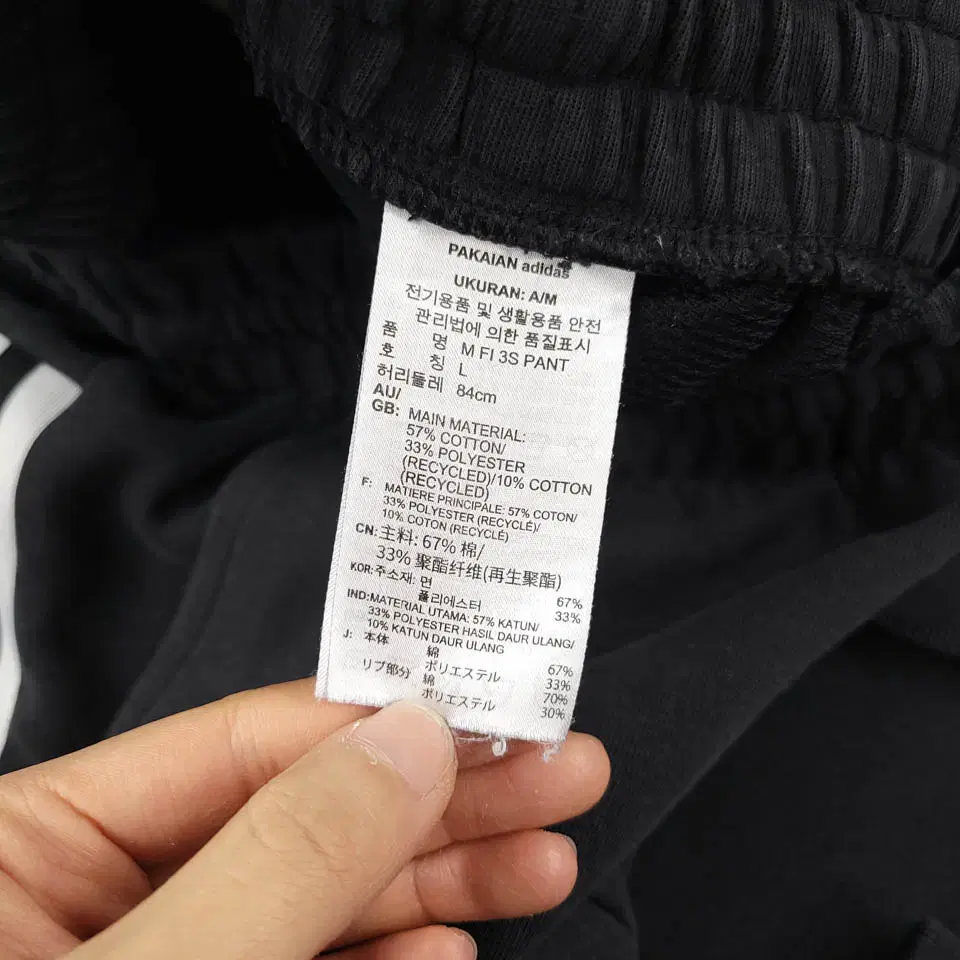 PAKAIAN adidas
UKURAN: A/M
전기용품 및 생활용품 안전
관리법에 의한 품질표시
품 명 M FI 3S PANT
호 칭 L
허리둘레 84cm
AU/
GB: MAIN MATERIAL:
57% COTTON/
33% POLYESTER
(RECYCLED)/10% COTTON
(RECYCLED)
F: MATIERE PRINCIPALE: 57% COTON/
33% POLYESTER (RECYCLÉ)/
10% COTON (RECYCLÉ)
CN: 主料: 67% 棉/
33% 聚酯纤维(再生聚酯)
KOR: 주소재: 면 67%
폴리에스터 33%
IND: MATERIAL UTAMA: 57% KATUN/
33% POLYESTER HASIL DAUR ULANG/
10% KATUN DAUR ULANG
J: 本体 綿 67%
ポリエステル 33%
リブ部分 綿 70%
ポリエステル 30%